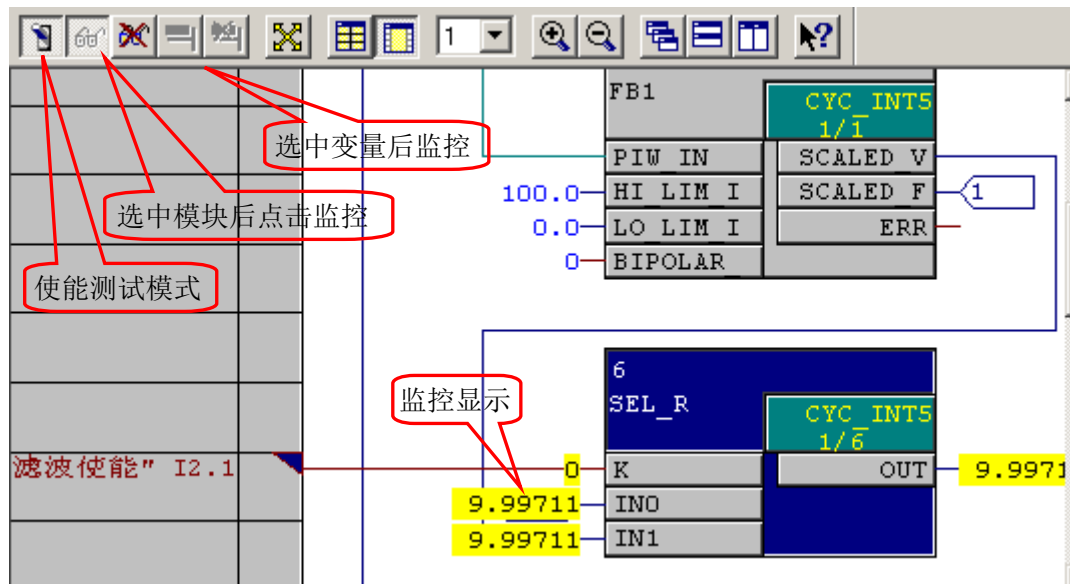 1
FB1
CYC_INT5
1/1
选中变量后监控
PIW_IN
SCALED_V
100.0
HI_LIM_I
SCALED_F
1
选中模块后点击监控
0.0
LO_LIM_I
ERR
0
BIPOLAR_
使能测试模式
6
监控显示
SEL_R
CYC_INT5
1/6
滤波使能" I2.1
0
K
OUT
9.9971
9.99711
IN0
9.99711
IN1